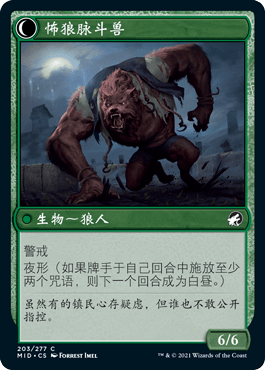 怖狼脉斗兽
生物～狼人
警戒
夜形（如果牌手于自己回合中施放至少
两个咒语，则下一个回合成为白昼。）
虽然有的镇民心存疑虑，但谁也不敢公开
指控。
6/6
203/277 C
MID • CS FORREST IMEL
™ & © 2021 Wizards of the Coast